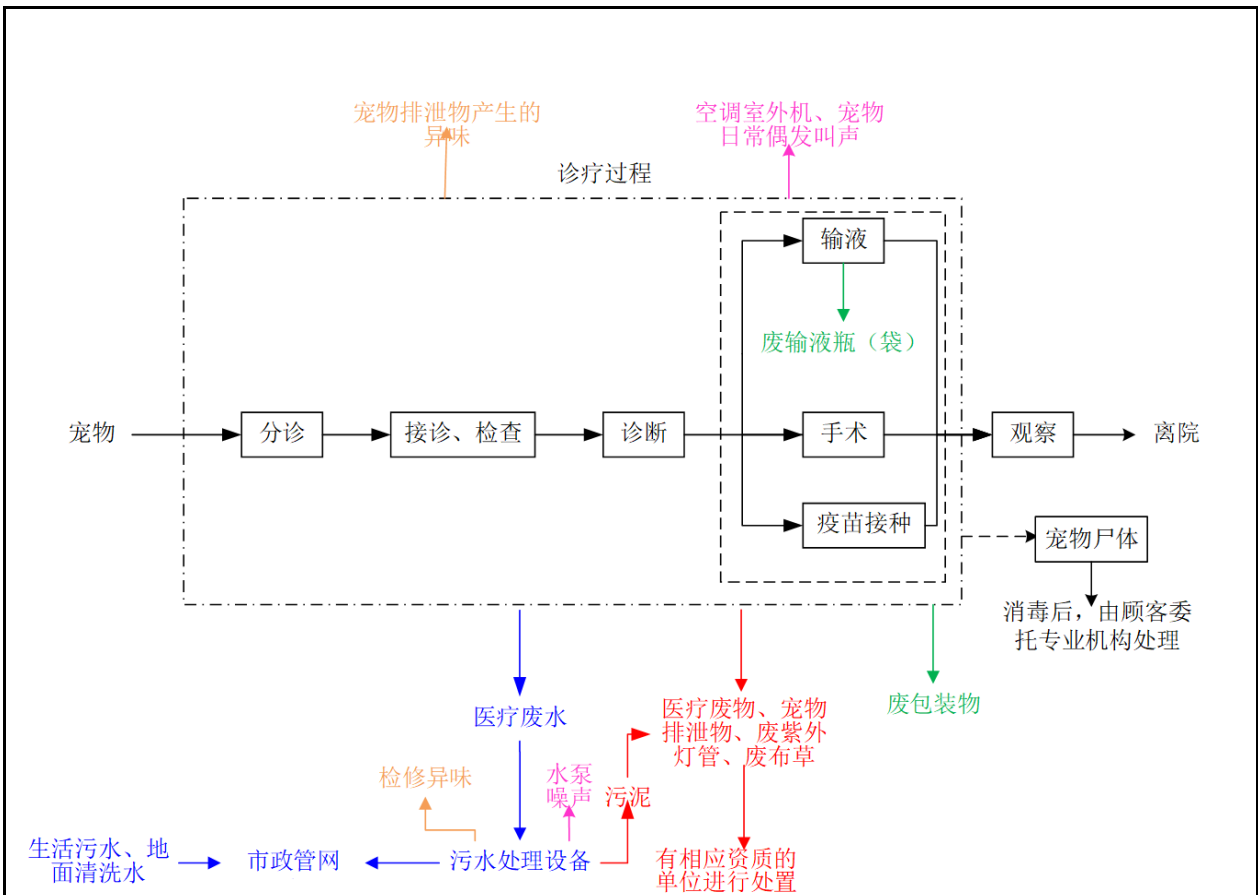 宠物排泄物产生的
异味
空调室外机、宠物
日常偶发叫声
诊疗过程
输液
废输液瓶（袋）
宠物
分诊
接诊、检查
诊断
手术
观察
离院
疫苗接种
宠物尸体
消毒后，由顾客委
托专业机构处理
医疗废水
医疗废物、宠物
排泄物、废紫外
灯管、废布草
废包装物
检修异味
水泵
噪声
污泥
生活污水、地
面清洗水
市政管网
污水处理设备
有相应资质的
单位进行处置